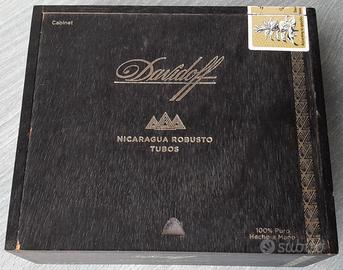 Cabinet
Davidoff
NICARAGUA ROBUSTO
TUBOS
100% Puro
Hecho a Mano
subito